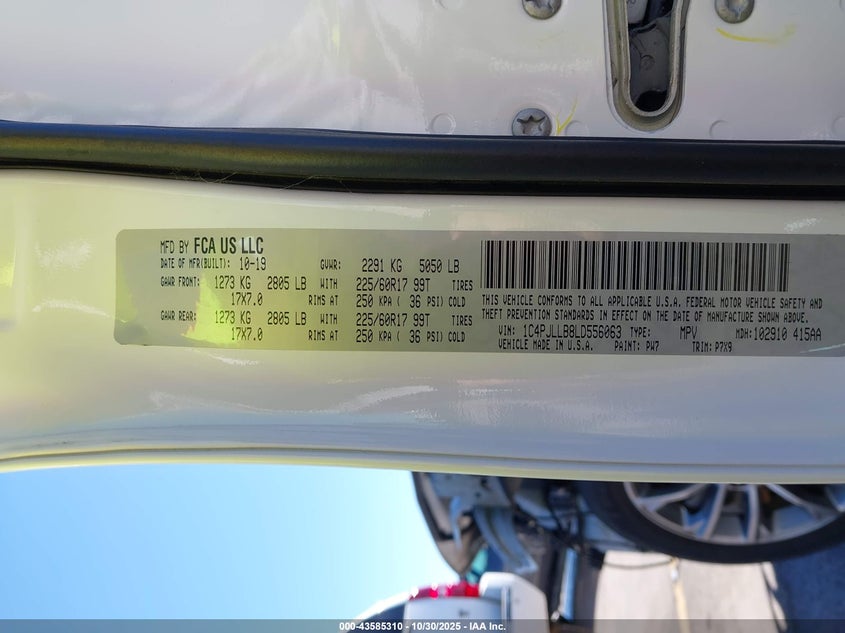 MFD BY FCA US LLC
DATE OF MFR(BUILT): 10-19 GVWR: 2291 KG 5050 LB
GAWR FRONT: 1273 KG 2805 LB WITH 225/60R17 99T TIRES
17X7.0 RIMS AT 250 KPA ( 36 PSI) COLD
GAWR REAR: 1273 KG 2805 LB WITH 225/60R17 99T TIRES
17X7.0 RIMS AT 250 KPA ( 36 PSI) COLD
THIS VEHICLE CONFORMS TO ALL APPLICABLE U.S.A. FEDERAL MOTOR VEHICLE SAFETY AND
THEFT PREVENTION STANDARDS IN EFFECT ON THE DATE OF MANUFACTURE SHOWN ABOVE.
VIN: 1C4PJLLB8LD556063 TYPE: MPV MDH: 102910 415AA
VEHICLE MADE IN U.S.A. PAINT: PW7 TRIM: P7X9
000-43585310 - 10/30/2025 - IAA Inc.